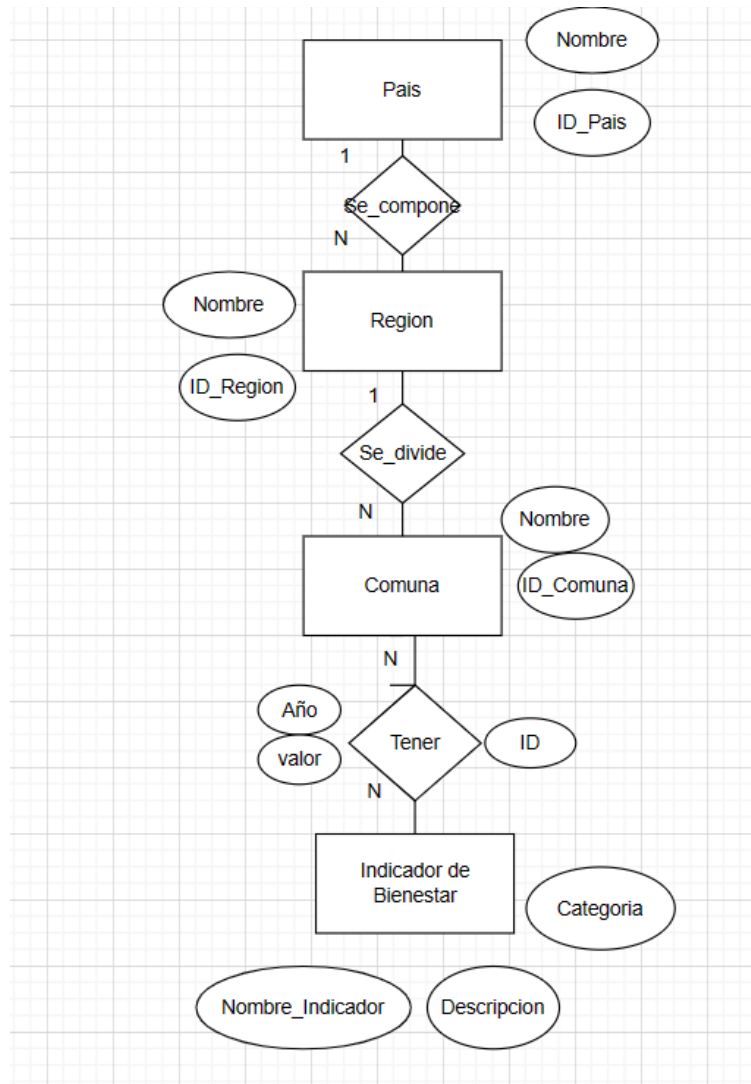 Nombre
Pais
ID_Pais
1
Se_compone
N
Nombre
Region
ID_Region
1
Se_divide
N
Nombre
Comuna
ID_Comuna
N
Año
Tener
ID
valor
N
Indicador de
Bienestar
Categoria
Nombre_Indicador
Descripcion